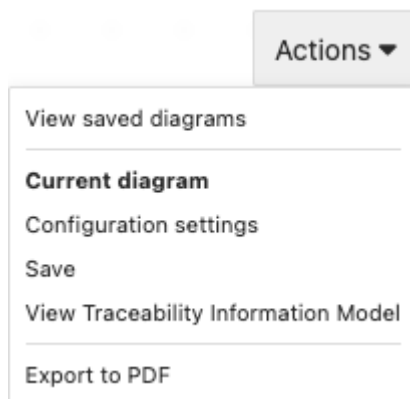 Actions
View saved diagrams
Current diagram
Configuration settings
Save
View Traceability Information Model
Export to PDF